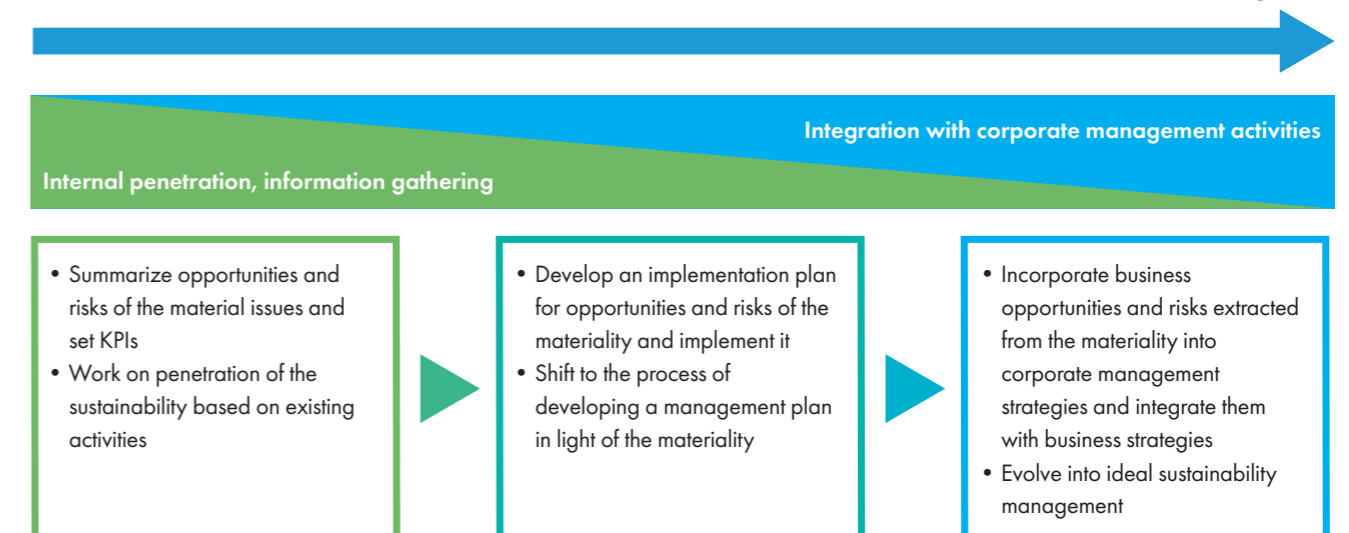 Integration with corporate management activities
Internal penetration, information gathering
• Summarize opportunities and
risks of the material issues and
set KPIs
• Work on penetration of the
sustainability based on existing
activities
• Develop an implementation plan
for opportunities and risks of the
materiality and implement it
• Shift to the process of
developing a management plan
in light of the materiality
• Incorporate business
opportunities and risks extracted
from the materiality into
corporate management
strategies and integrate them
with business strategies
• Evolve into ideal sustainability
management